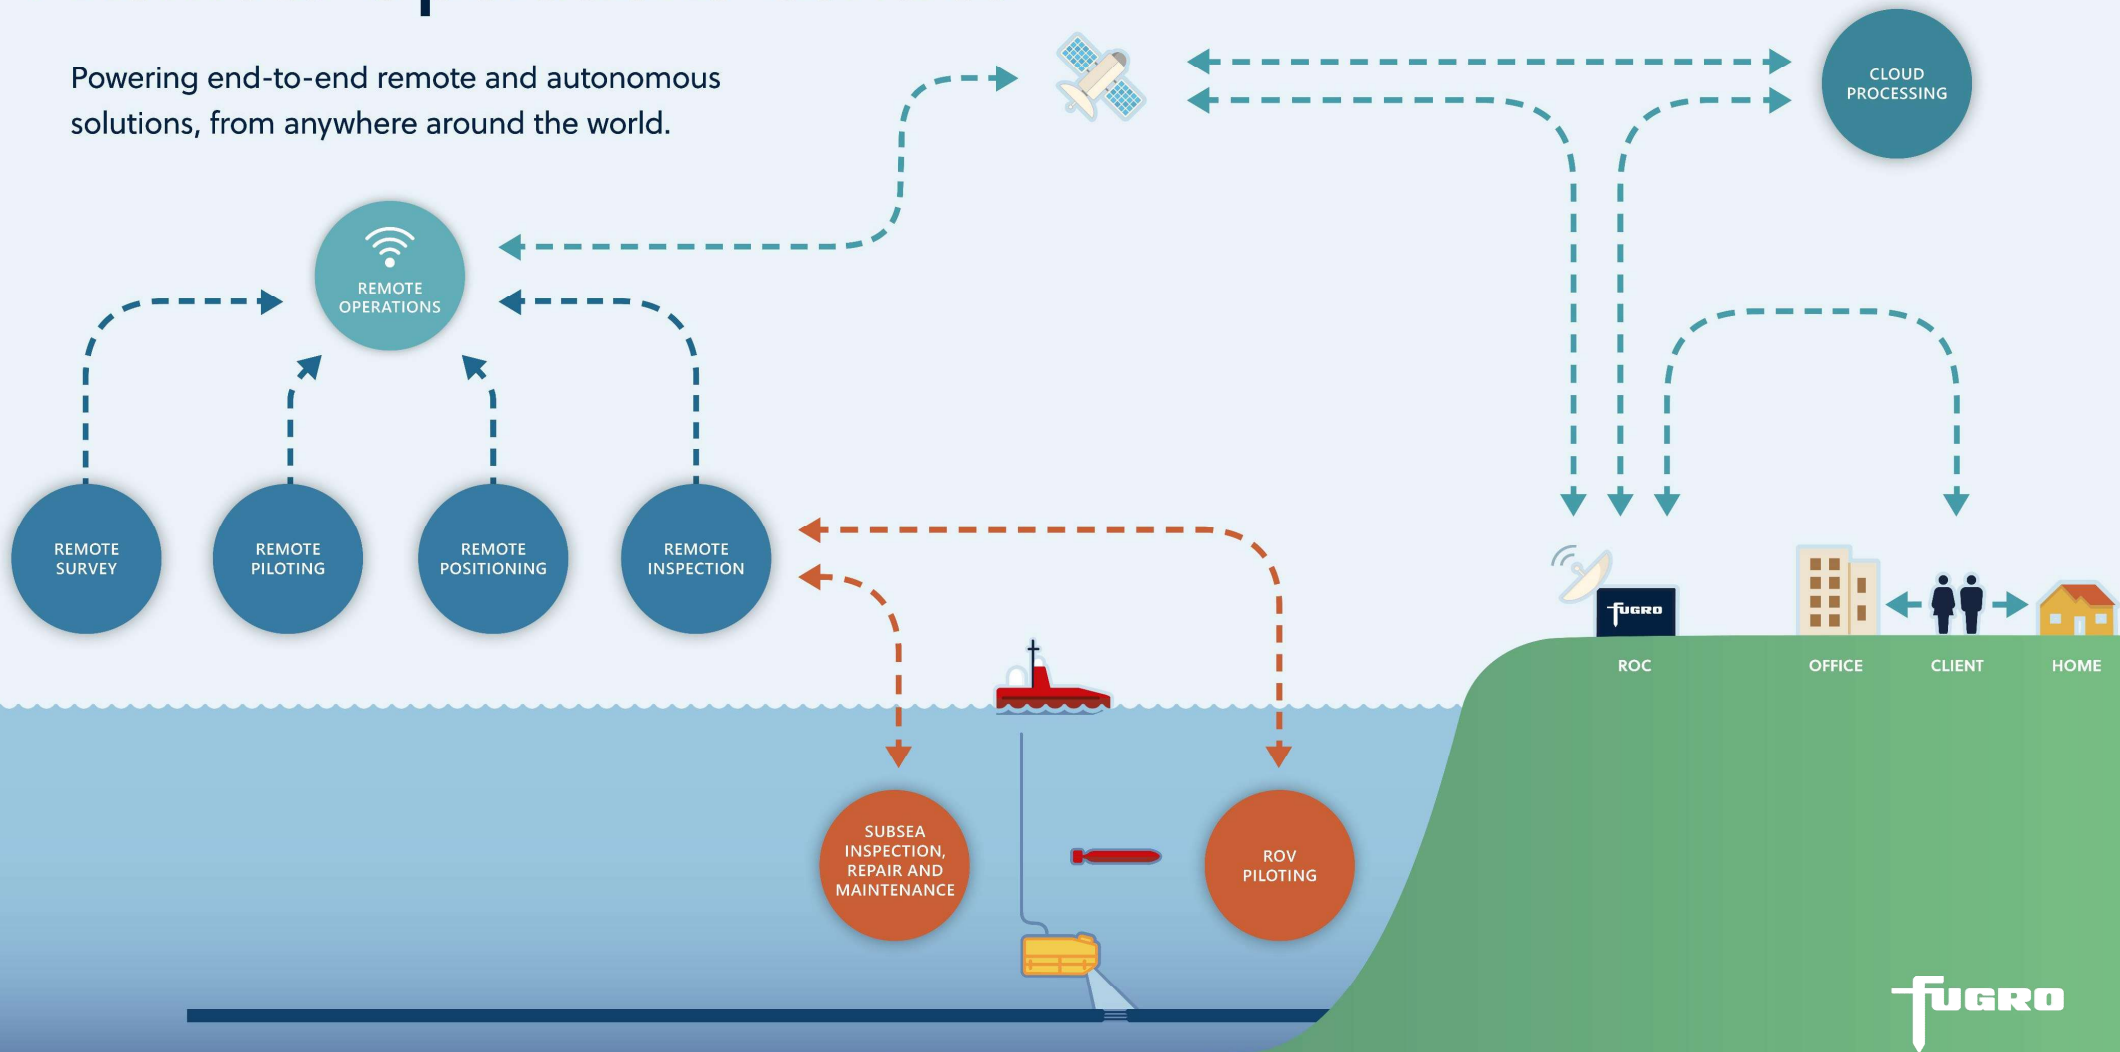 Powering end-to-end remote and autonomous
solutions, from anywhere around the world.
CLOUD
PROCESSING
REMOTE
OPERATIONS
REMOTE
SURVEY
REMOTE
PILOTING
REMOTE
POSITIONING
REMOTE
INSPECTION
FUGRO
ROC
OFFICE
CLIENT
HOME
SUBSEA
INSPECTION,
REPAIR AND
MAINTENANCE
ROV
PILOTING
FUGRO